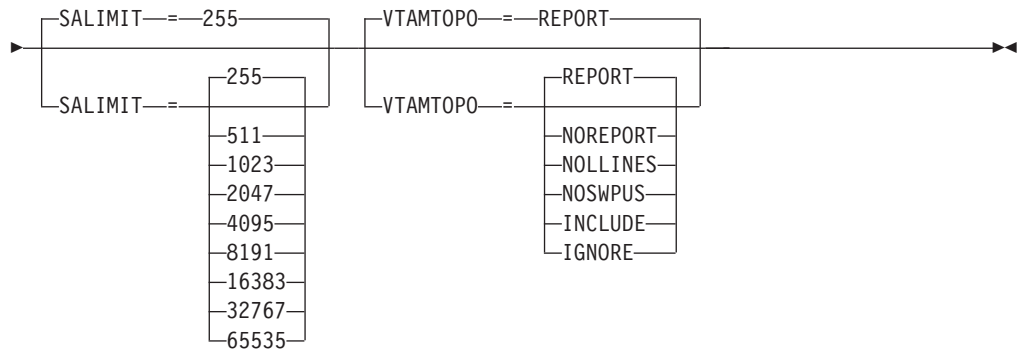 SALIMIT = 255 VTAMTOPO = REPORT
255 REPORT
SALIMIT = VTAMTOPO =
511 NOREPORT
1023 NOLLINES
2047 NOSWPUS
4095 INCLUDE
8191 IGNORE
16383
32767
65535